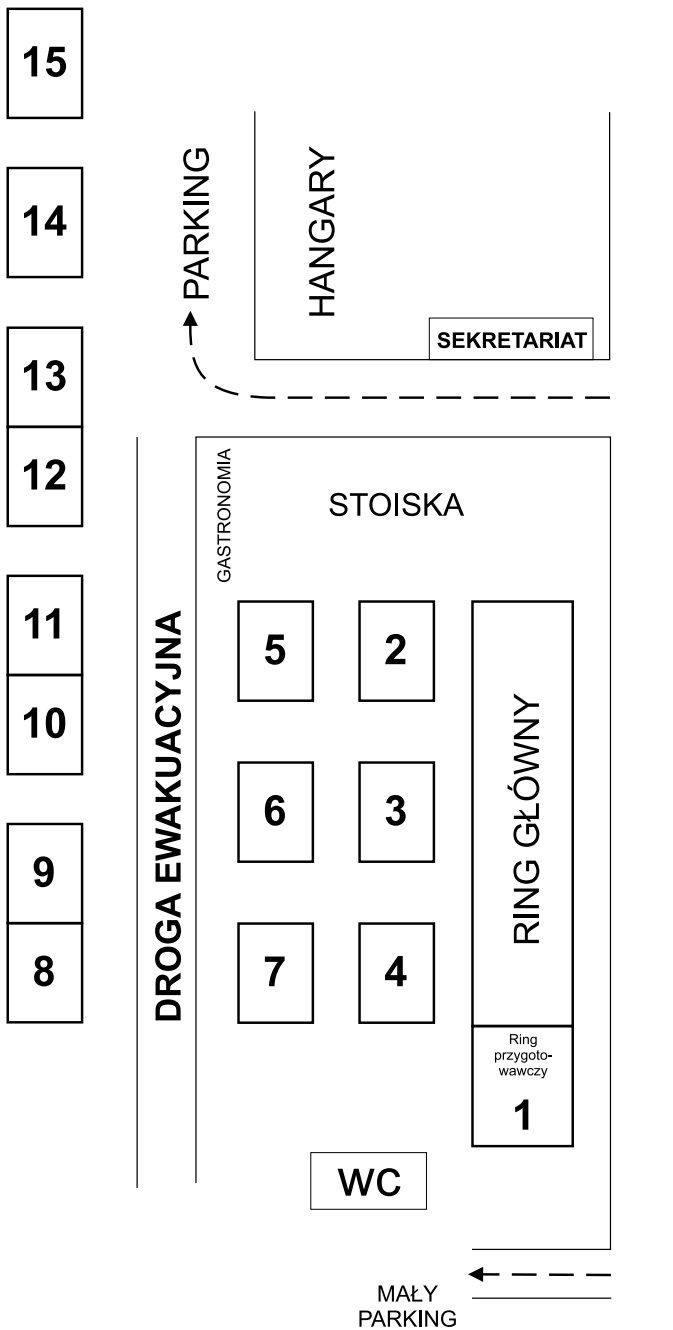 15
14
13
12
11
10
9
8
PARKING
HANGARY
SEKRETARIAT
DROGA EWAKUACYJNA
GASTRONOMIA
STOISKA
5
2
6
3
7
4
RING GŁÓWNY
Ring
przygoto-
wawczy
1
WC
MAŁY
PARKING